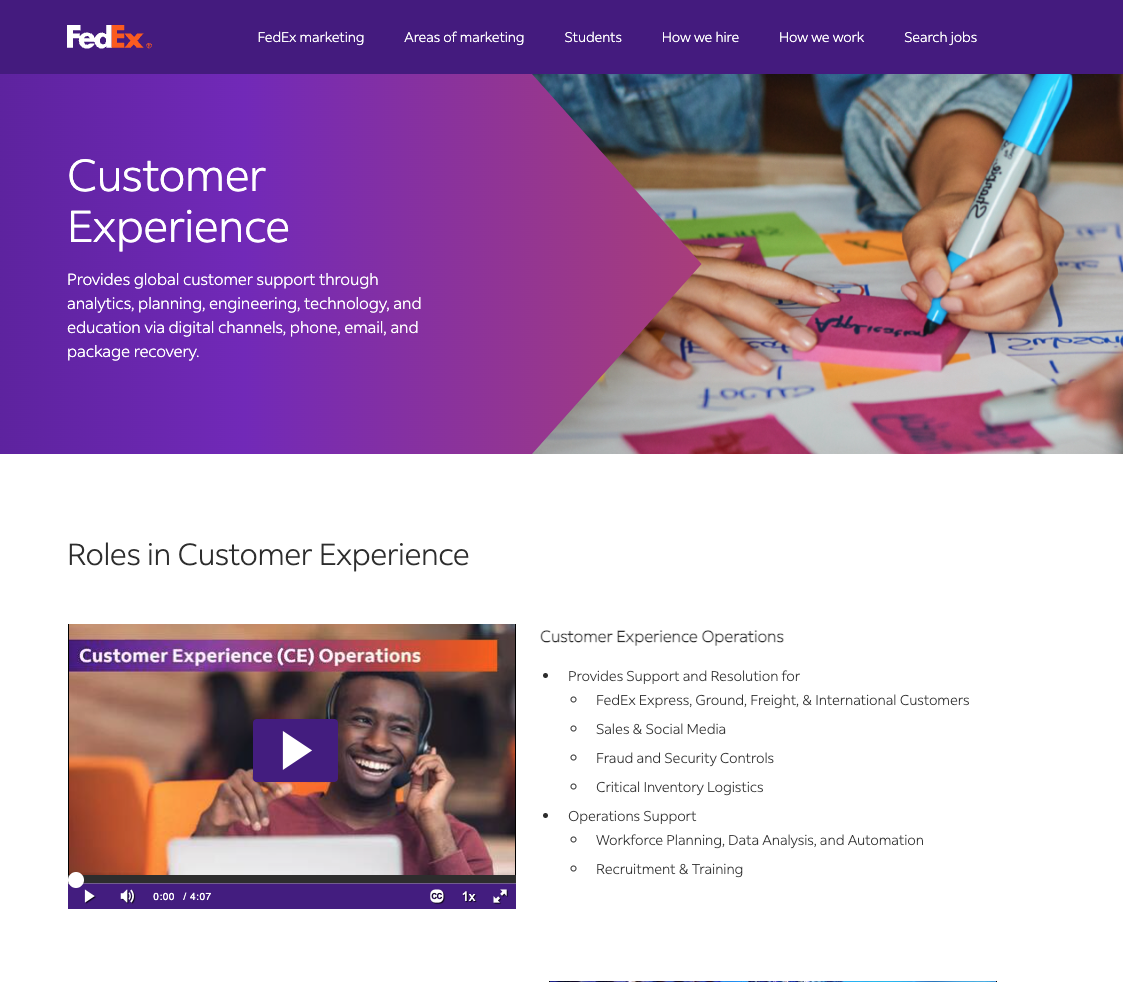 FedEx®
FedEx marketing
Areas of marketing
Students
How we hire
How we work
Search jobs
Customer
Experience
Provides global customer support through
analytics, planning, engineering, technology, and
education via digital channels, phone, email, and
package recovery.
Sharpie
focus
Roles in Customer Experience
Customer Experience (CE) Operations
0:00 / 4:07
CC
1x
Customer Experience Operations
• Provides Support and Resolution for
○ FedEx Express, Ground, Freight, & International Customers
○ Sales & Social Media
○ Fraud and Security Controls
○ Critical Inventory Logistics
• Operations Support
○ Workforce Planning, Data Analysis, and Automation
○ Recruitment & Training